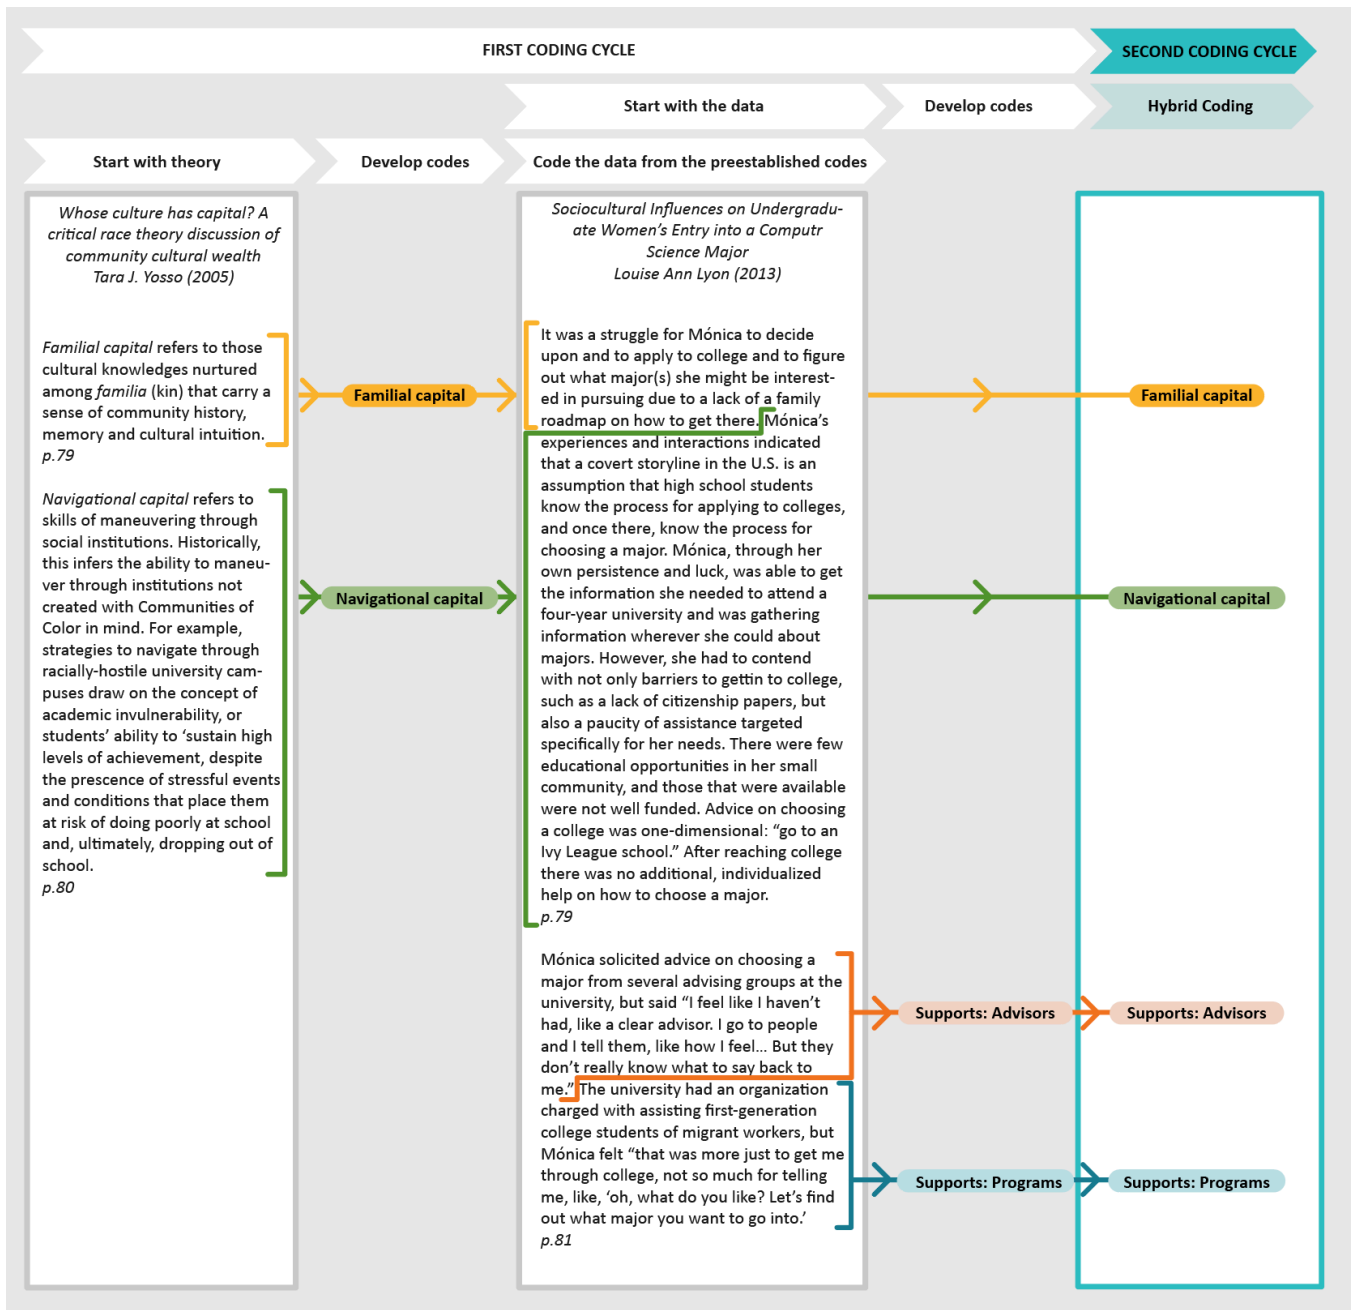 FIRST CODING CYCLE
SECOND CODING CYCLE
Start with the data
Develop codes
Hybrid Coding
Start with theory
Develop codes
Code the data from the preestablished codes
Whose culture has capital? A
critical race theory discussion of
community cultural wealth
Tara J. Yosso (2005)
Familial capital refers to those
cultural knowledges nurtured
among familia (kin) that carry a
sense of community history,
memory and cultural intuition.
p.79
Navigational capital refers to
skills of maneuvering through
social institutions. Historically,
this infers the ability to maneu-
ver through institutions not
created with Communities of
Color in mind. For example,
strategies to navigate through
racially-hostile university cam-
puses draw on the concept of
academic invulnerability, or
students’ ability to ‘sustain high
levels of achievement, despite
the prescence of stressful events
and conditions that place them
at risk of doing poorly at school
and, ultimately, dropping out of
school.
p.80
Familial capital
Navigational capital
Sociocultural Influences on Undergradu-
ate Women’s Entry into a Computr
Science Major
Louise Ann Lyon (2013)
It was a struggle for Mónica to decide
upon and to apply to college and to figure
out what major(s) she might be interest-
ed in pursuing due to a lack of a family
roadmap on how to get there. Mónica’s
experiences and interactions indicated
that a covert storyline in the U.S. is an
assumption that high school students
know the process for applying to colleges,
and once there, know the process for
choosing a major. Mónica, through her
own persistence and luck, was able to get
the information she needed to attend a
four-year university and was gathering
information wherever she could about
majors. However, she had to contend
with not only barriers to gettin to college,
such as a lack of citizenship papers, but
also a paucity of assistance targeted
specifically for her needs. There were few
educational opportunities in her small
community, and those that were available
were not well funded. Advice on choosing
a college was one-dimensional: “go to an
Ivy League school.” After reaching college
there was no additional, individualized
help on how to choose a major.
p.79
Mónica solicited advice on choosing a
major from several advising groups at the
university, but said “I feel like I haven’t
had, like a clear advisor. I go to people
and I tell them, like how I feel... But they
don’t really know what to say back to
me.” The university had an organization
charged with assisting first-generation
college students of migrant workers, but
Mónica felt “that was more just to get me
through college, not so much for telling
me, like, ‘oh, what do you like? Let’s find
out what major you want to go into.’
p.81
Supports: Advisors
Supports: Programs
Familial capital
Navigational capital
Supports: Advisors
Supports: Programs